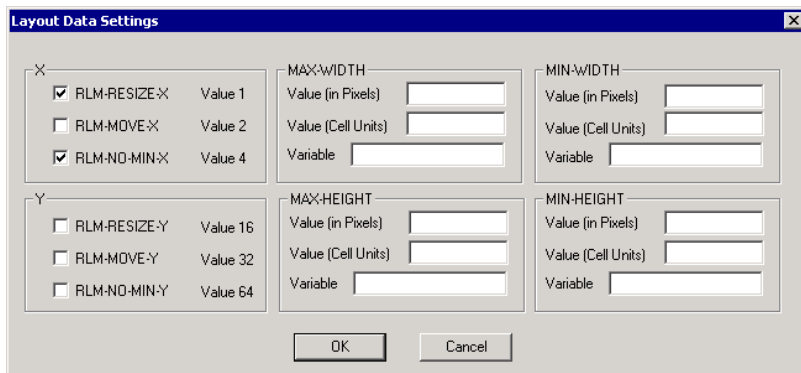 Layout Data Settings
X
RLM-RESIZE-X Value 1
RLM-MOVE-X Value 2
RLM-NO-MIN-X Value 4
MAX-WIDTH
Value (in Pixels)
Value (Cell Units)
Variable
MIN-WIDTH
Value (in Pixels)
Value (Cell Units)
Variable
Y
RLM-RESIZE-Y Value 16
RLM-MOVE-Y Value 32
RLM-NO-MIN-Y Value 64
MAX-HEIGHT
Value (in Pixels)
Value (Cell Units)
Variable
MIN-HEIGHT
Value (in Pixels)
Value (Cell Units)
Variable
OK
Cancel